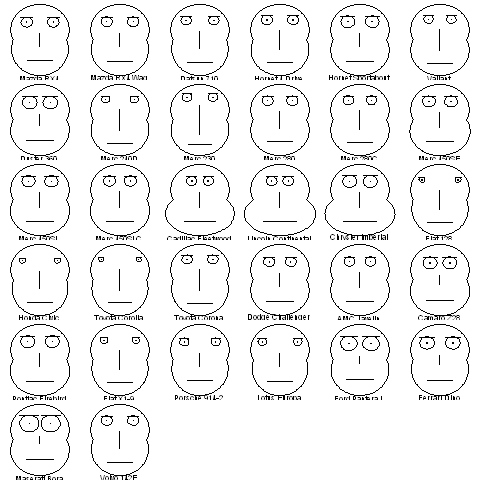 Mazda RX4 Mazda RX4 Wag Datsun 710 Hornet 4 Drive Hornet Sportabout Valiant
Duster 360 Merc 240D Merc 230 Merc 280 Merc 280C Merc 450SE
Merc 450SL Merc 450SLC Cadillac Fleetwood Lincoln Continental Chrysler Imperial Fiat 128
Honda Civic Toyota Corolla Toyota Corona Dodge Challenger AMC Javelin Camaro Z28
Pontiac Firebird Fiat X1-9 Porsche 914-2 Lotus Europa Ford Pantera L Ferrari Dino
Maserati Bora Volvo 142E